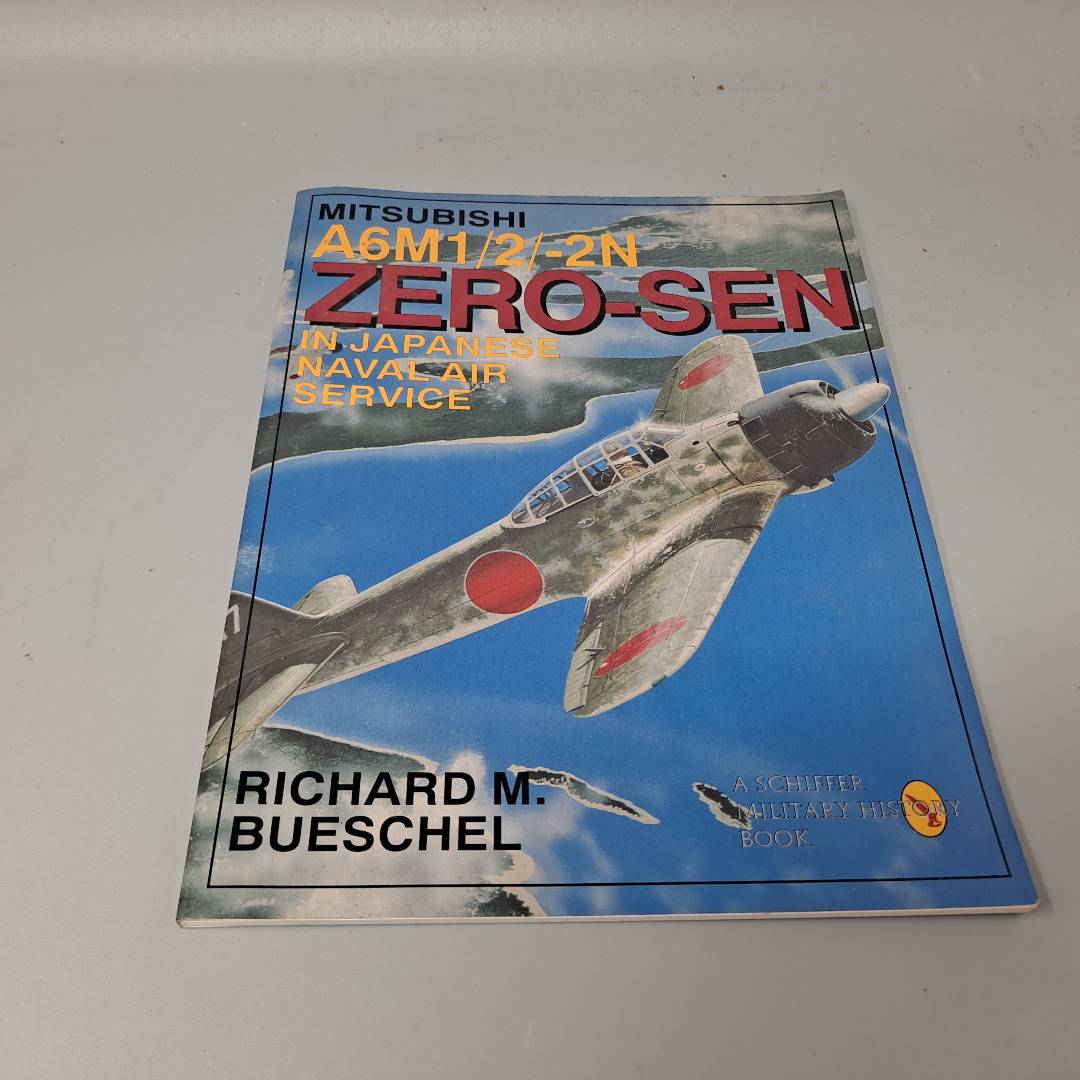 MITSUBISHI
A6M1/2/-2N
ZERO-SEN
IN JAPANESE
NAVAL AIR
SERVICE
RICHARD M.
BUESCHEL
A SCHIFFER
MILITARY HISTORY
BOOK